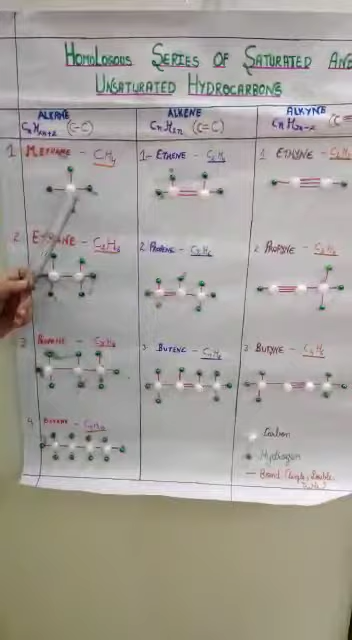 HOMOLOGOUS SERIES OF SATURATED AND
UNSATURATED HYDROCARBONS
ALKANE
CnH2n+2 (C-C)
1. METHANE - CH4
2. ETHANE - C2H6
3. PROPANE - C3H8
4. BUTANE - C4H10
ALKENE
CnH2n (C=C)
1- ETHENE - C2H4
2. PROPENE - C3H6
3. BUTENE - C4H8
ALKYNE
CnH2n-2
1. ETHYNE - C2H2
2. PROPYNE - C3H4
3. BUTYNE - C4H6
Carbon
Hydrogen
Bond (Single, Double